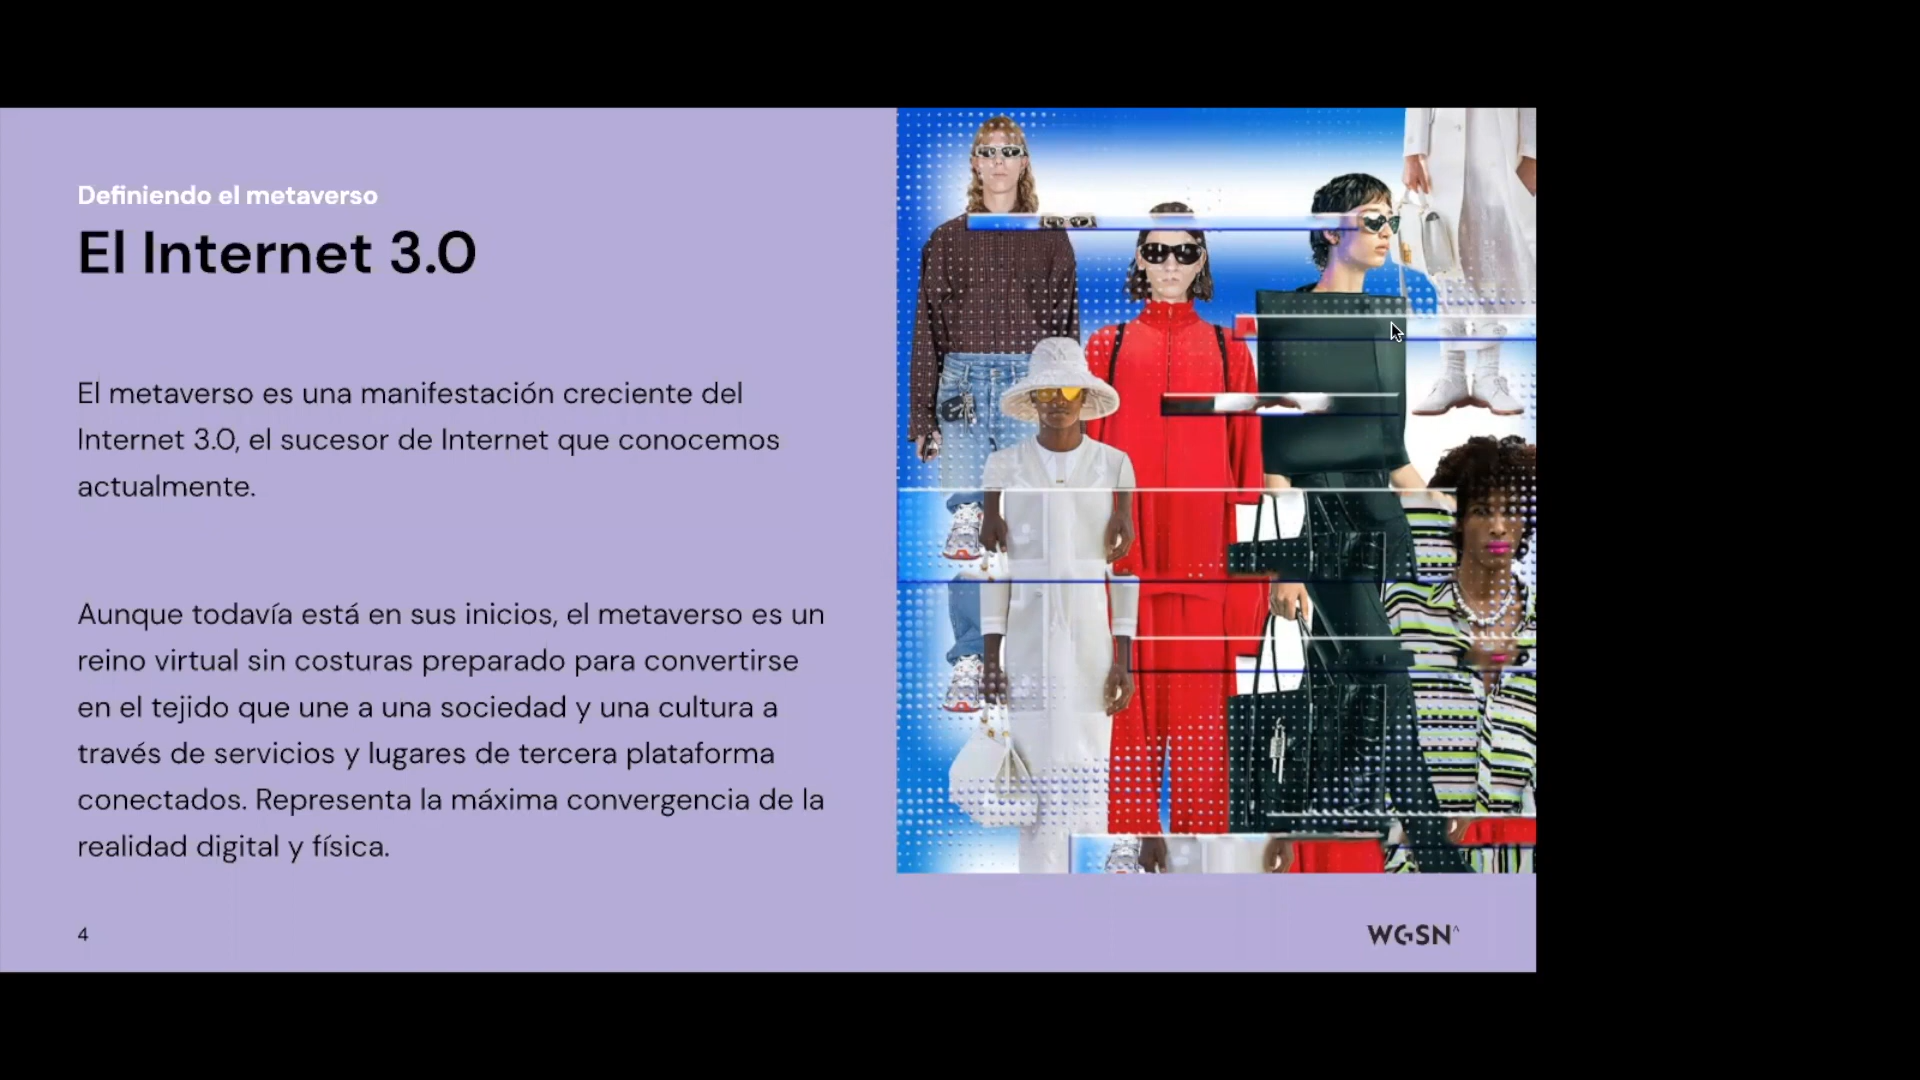 Definiendo el metaverso
El Internet 3.0
El metaverso es una manifestación creciente del
Internet 3.0, el sucesor de Internet que conocemos
actualmente.
Aunque todavía está en sus inicios, el metaverso es un
reino virtual sin costuras preparado para convertirse
en el tejido que une a una sociedad y una cultura a
través de servicios y lugares de tercera plataforma
conectados. Representa la máxima convergencia de la
realidad digital y física.
4
WGSN^